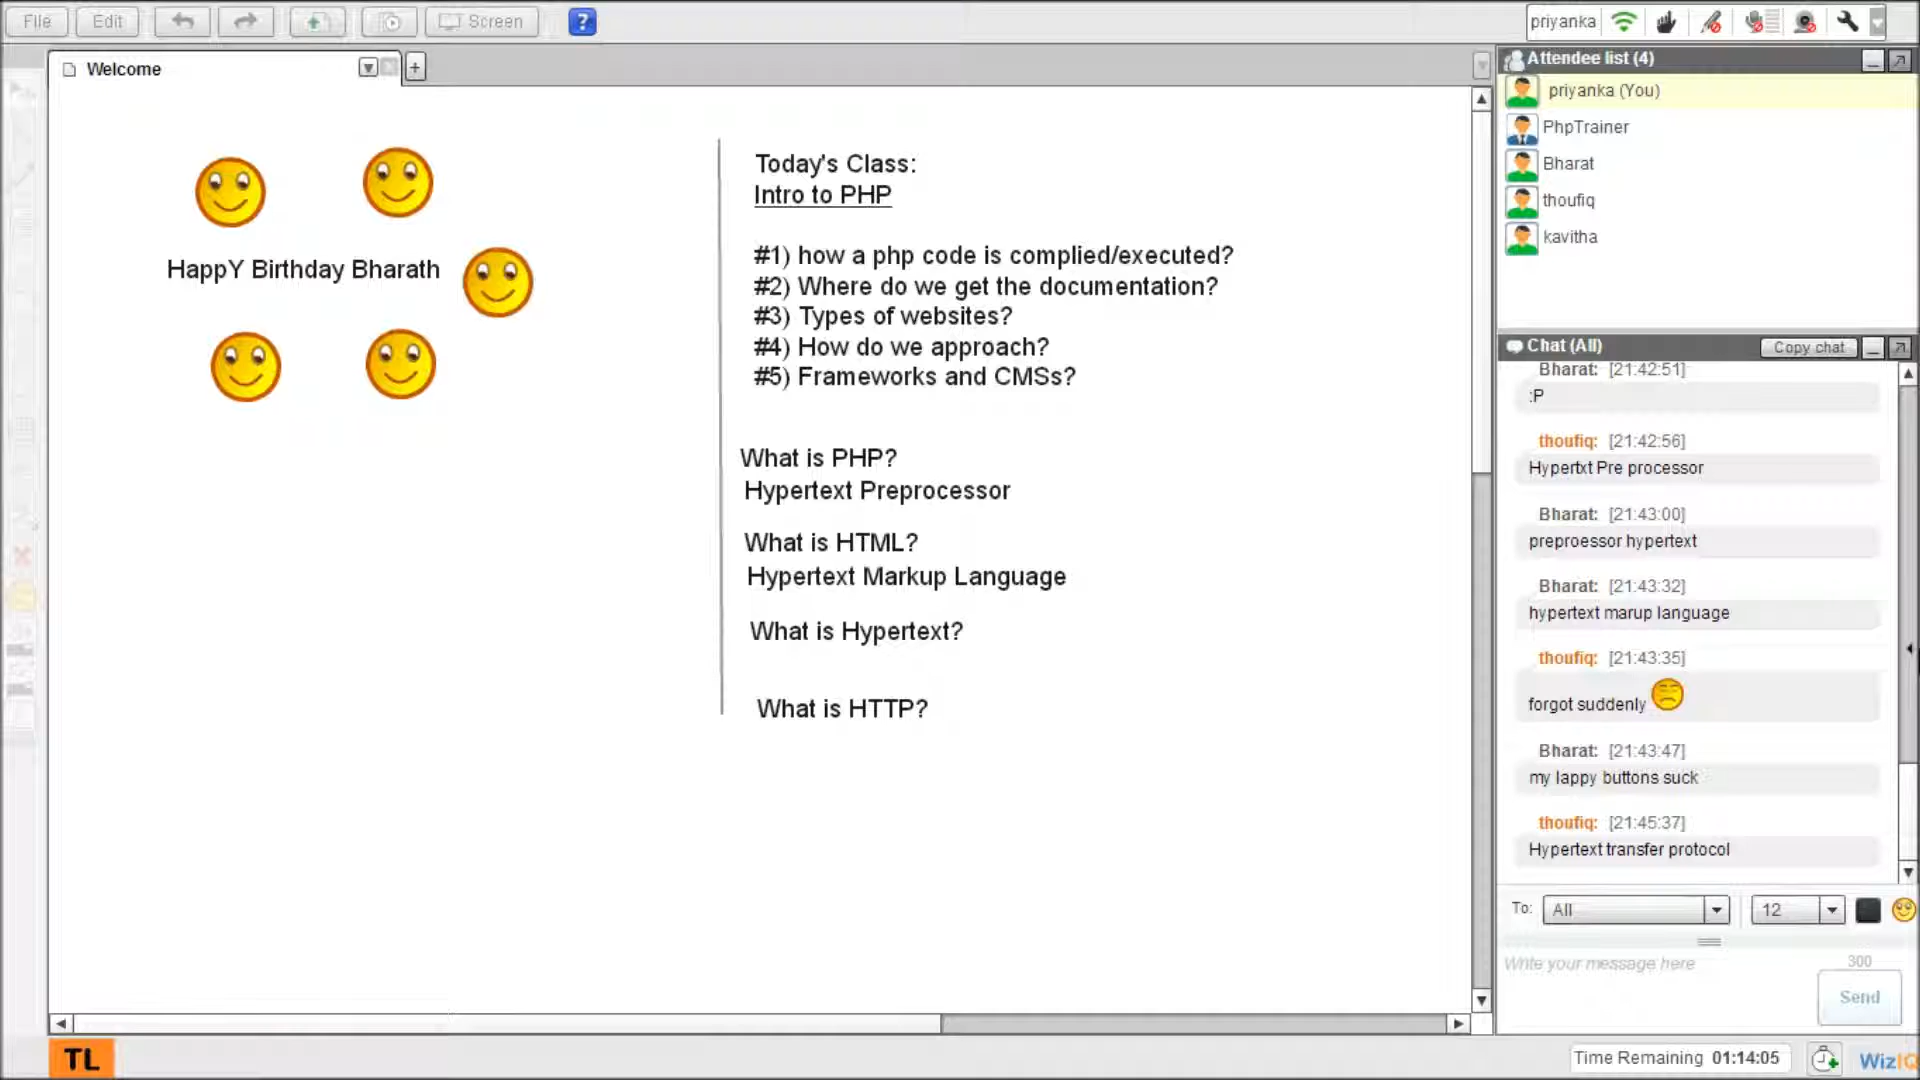 File Edit Screen ? priyanka
Welcome +
HappY Birthday Bharath
Today's Class:
Intro to PHP
#1) how a php code is complied/executed?
#2) Where do we get the documentation?
#3) Types of websites?
#4) How do we approach?
#5) Frameworks and CMSs?
What is PHP?
Hypertext Preprocessor
What is HTML?
Hypertext Markup Language
What is Hypertext?
What is HTTP?
Attendee list (4)
priyanka (You)
PhpTrainer
Bharat
thoufiq
kavitha
Chat (All) Copy chat
Bharat: [21:42:51]
:P
thoufiq: [21:42:56]
Hypertxt Pre processor
Bharat: [21:43:00]
preproessor hypertext
Bharat: [21:43:32]
hypertext marup language
thoufiq: [21:43:35]
forgot suddenly
Bharat: [21:43:47]
my lappy buttons suck
thoufiq: [21:45:37]
Hypertext transfer protocol
To: All 12
Write your message here 300
Send
TL
Time Remaining 01:14:05 WizIQ